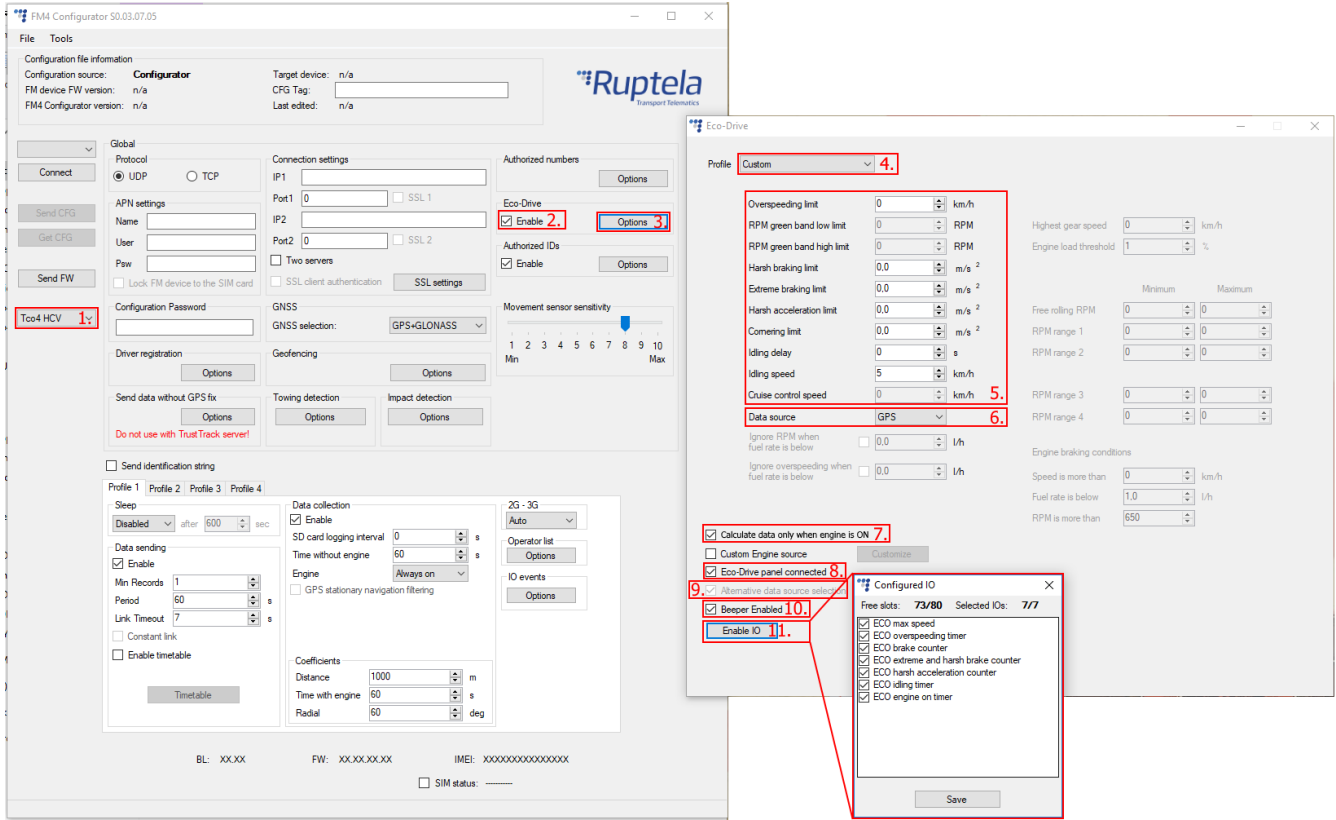 FM4 Configurator S0.03.07.05
File Tools
Configuration file information
Configuration source: Configurator Target device: n/a
FM device FW version: n/a CFG Tag:
FM4 Configurator version: n/a Last edited: n/a
Ruptela
Transport Telematics
Connect
Send CFG
Get CFG
Send FW
Tco4 HCV 1.
Global
Protocol
UDP TCP
APN settings
Name
User
Psw
Lock FM device to the SIM card
Connection settings
IP1
Port1 0 SSL 1
IP2
Port2 0 SSL 2
Two servers
SSL client authentication SSL settings
Authorized numbers
Options
Eco-Drive
Enable 2. Options 3.
Authorized IDs
Enable Options
Configuration Password
GNSS
GNSS selection: GPS+GLONASS
Movement sensor sensitivity
1 2 3 4 5 6 7 8 9 10
Min Max
Driver registration
Options
Geofencing
Options
Send data without GPS fix
Options
Do not use with TrustTrack server!
Towing detection
Options
Impact detection
Options
Send identification string
Profile 1 Profile 2 Profile 3 Profile 4
Sleep
Disabled after 600 sec
Data sending
Enable
Min Records 1
Period 60 s
Link Timeout 7 s
Constant link
Enable timetable
Timetable
Data collection
Enable
SD card logging interval 0 s
Time without engine 60 s
Engine Always on
GPS stationary navigation filtering
Coefficients
Distance 1000 m
Time with engine 60 s
Radial 60 deg
2G - 3G
Auto
Operator list
Options
IO events
Options
BL: XX.XX FW: XX.XX.XX.XX IMEI: XXXXXXXXXXXXXXX
SIM status: -----------
Eco-Drive
Profile Custom 4.
Overspeeding limit 0 km/h
RPM green band low limit 0 RPM
RPM green band high limit 0 RPM
Harsh braking limit 0,0 m/s 2
Extreme braking limit 0,0 m/s 2
Harsh acceleration limit 0,0 m/s 2
Cornering limit 0,0 m/s 2
Idling delay 0 s
Idling speed 5 km/h
Cruise control speed 0 km/h 5.
Data source GPS 6.
Ignore RPM when
fuel rate is below 0,0 l/h
Ignore overspeeding when
fuel rate is below 0,0 l/h
Highest gear speed 0 km/h
Engine load threshold 1 %
Minimum Maximum
Free rolling RPM 0 0
RPM range 1 0 0
RPM range 2 0 0
RPM range 3 0 0
RPM range 4 0 0
Engine braking conditions
Speed is more than 0 km/h
Fuel rate is below 1,0 l/h
RPM is more than 650
Calculate data only when engine is ON 7.
Custom Engine source Customize
Eco-Drive panel connected 8.
9. Alternative data source selection
Beeper Enabled 10.
Enable IO 11.
Configured IO
Free slots: 73/80 Selected IOs: 7/7
ECO max speed
ECO overspeeding timer
ECO brake counter
ECO extreme and harsh brake counter
ECO harsh acceleration counter
ECO idling timer
ECO engine on timer
Save